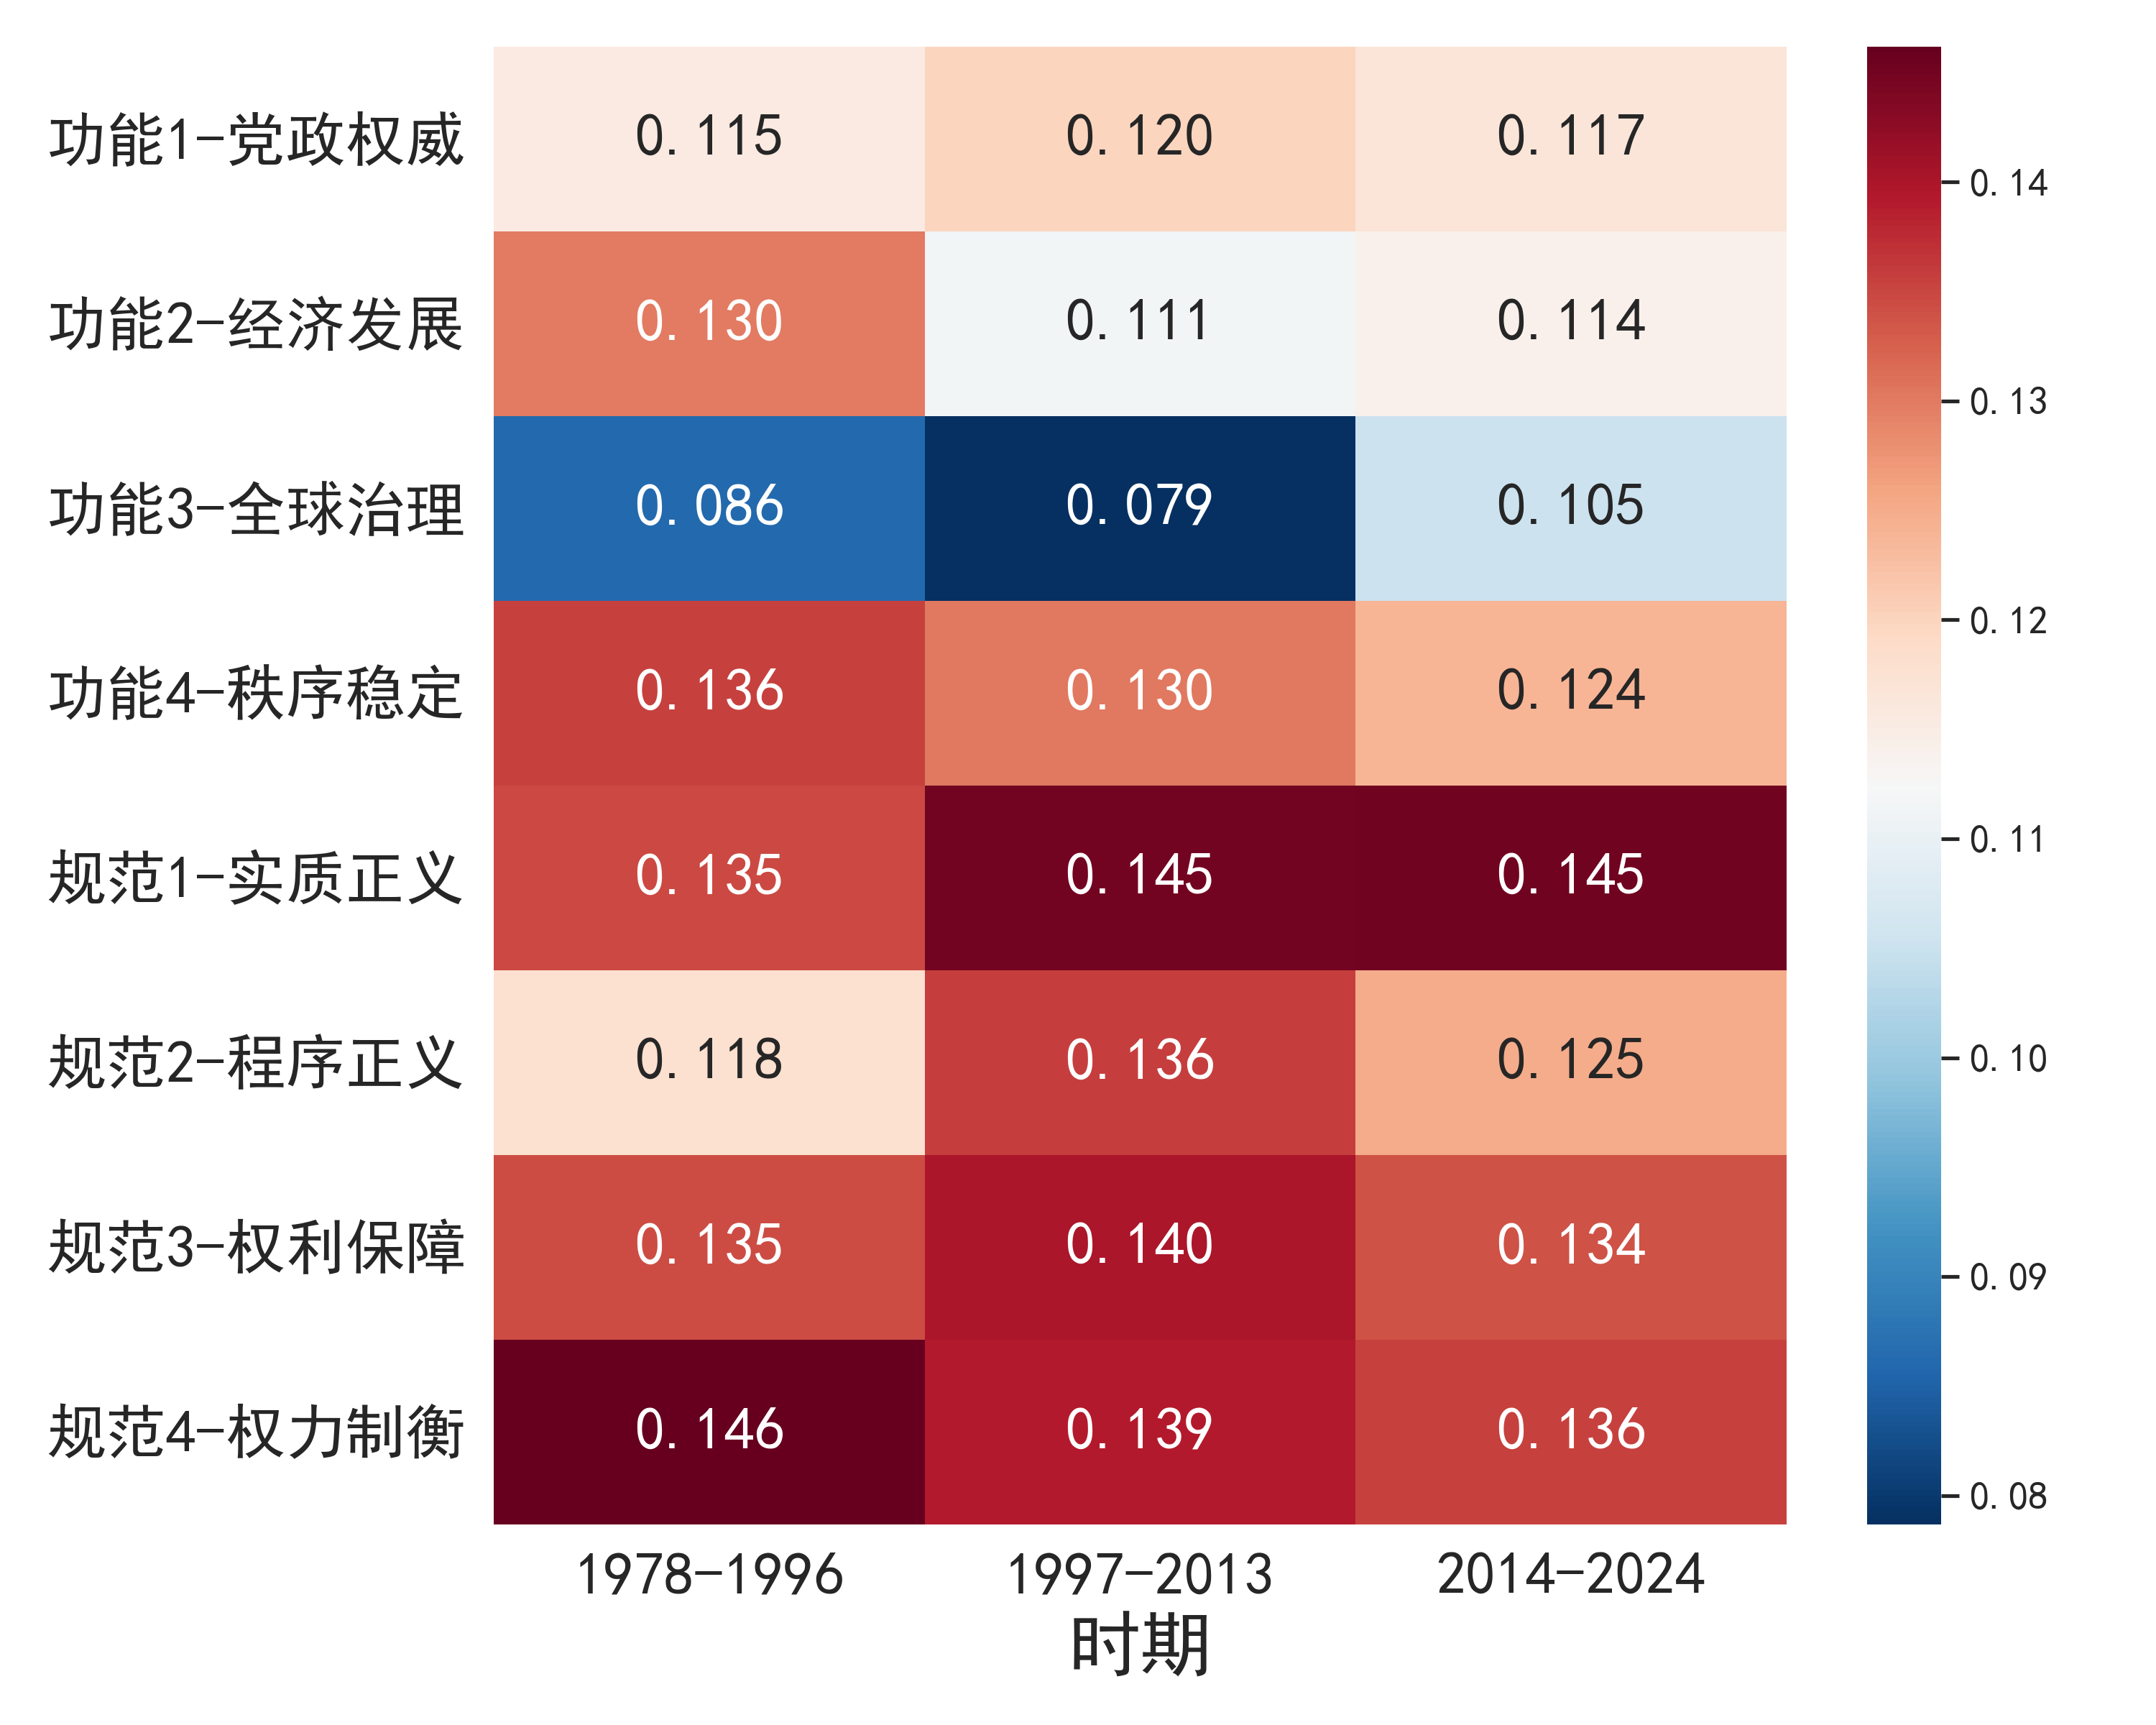 功能1-党政权威 0.115 0.120 0.117
功能2-经济发展 0.130 0.111 0.114
功能3-全球治理 0.086 0.079 0.105
功能4-秩序稳定 0.136 0.130 0.124
规范1-实质正义 0.135 0.145 0.145
规范2-程序正义 0.118 0.136 0.125
规范3-权利保障 0.135 0.140 0.134
规范4-权力制衡 0.146 0.139 0.136
1978-1996 1997-2013 2014-2024
时期
0.14
0.13
0.12
0.11
0.10
0.09
0.08